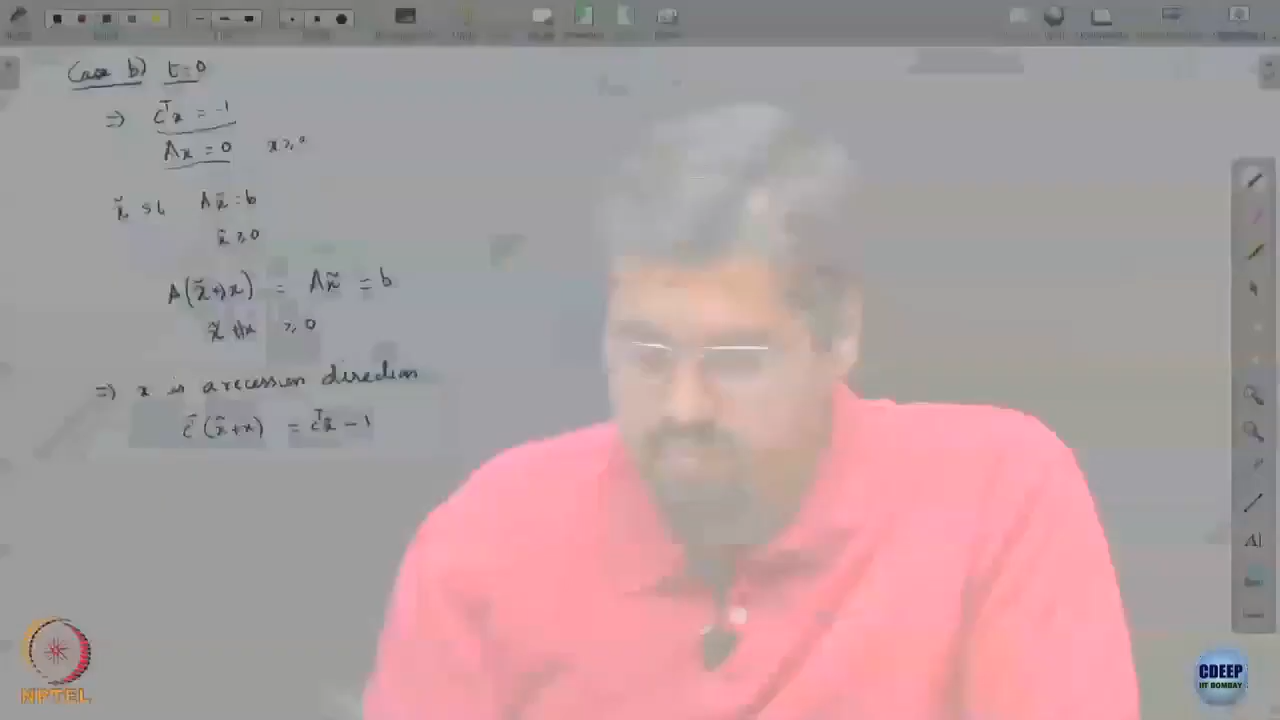 Case b) t=0
⇒ cᵀx = -1
Ax = 0 x ≥ 0
x̃ s.t. Ax̃ = b
x̃ ≥ 0
A(x̃+x) = Ax̃ = b
x̃+x ≥ 0
⇒ x is a recession direction
cᵀ(x̃+x) = cᵀx̃ - 1
NPTEL
CDEEP
IIT BOMBAY